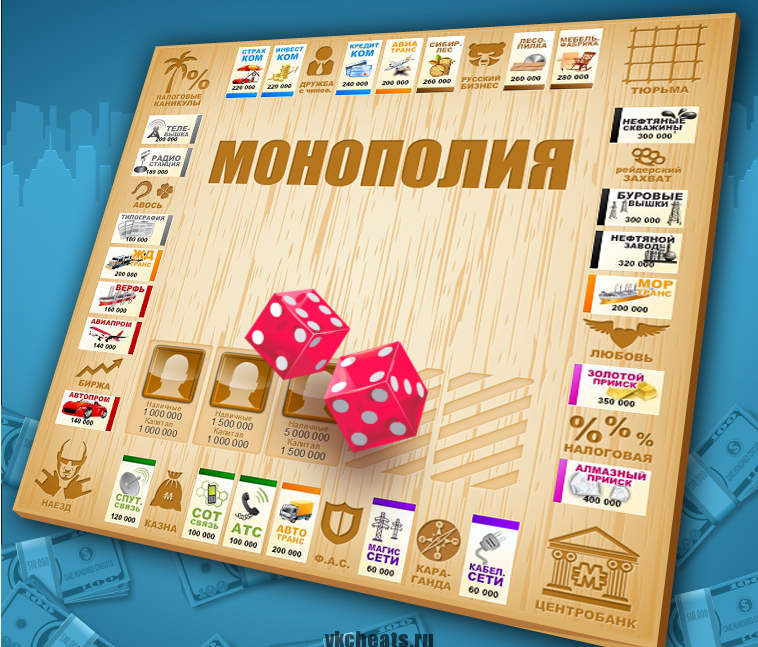 СТРАХ
КОМ
220 000
ИНВЕСТ
КОМ
220 000
ДРУЖБА
С ЧИНОВ.
КРЕДИТ
КОМ
240 000
АВИА
ТРАНС
200 000
СИБИР.
ЛЕС
260 000
РУССКИЙ
БИЗНЕС
ЛЕСО-
ПИЛКА
260 000
МЕБЕЛЬ-
ФАБРИКА
280 000
ТЮРЬМА
%
НАЛОГОВЫЕ
КАНИКУЛЫ
ТЕЛЕ-
ВЫШКА
200 000
РАДИО
СТАНЦИЯ
180 000
АВОСЬ
ТИПОГРАФИЯ
180 000
ЖД
ТРАНС
200 000
ВЕРФЬ
160 000
АВИАПРОМ
140 000
БИРЖА
АВТОПРОМ
140 000
НАЕЗД
МОНОПОЛИЯ
НЕФТЯНЫЕ
СКВАЖИНЫ
300 000
рейдерский
ЗАХВАТ
БУРОВЫЕ
ВЫШКИ
300 000
НЕФТЯНОЙ
ЗАВОД
320 000
МОР
ТРАНС
200 000
ЛЮБОВЬ
ЗОЛОТОЙ
ПРИИСК
350 000
% % %
НАЛОГОВАЯ
АЛМАЗНЫЙ
ПРИИСК
400 000
Наличные
1 000 000
Капитал
1 000 000
Наличные
1 500 000
Капитал
1 000 000
Наличные
5 000 000
Капитал
1 500 000
СПУТ.
СВЯЗЬ
120 000
М
КАЗНА
СОТ
СВЯЗЬ
100 000
АТС
100 000
АВТО
ТРАНС
200 000
Ф.А.С.
МАГИС
СЕТИ
60 000
КАРА-
ГАНДА
КАБЕЛ.
СЕТИ
60 000
М
ЦЕНТРОБАНК
vkcheats.ru